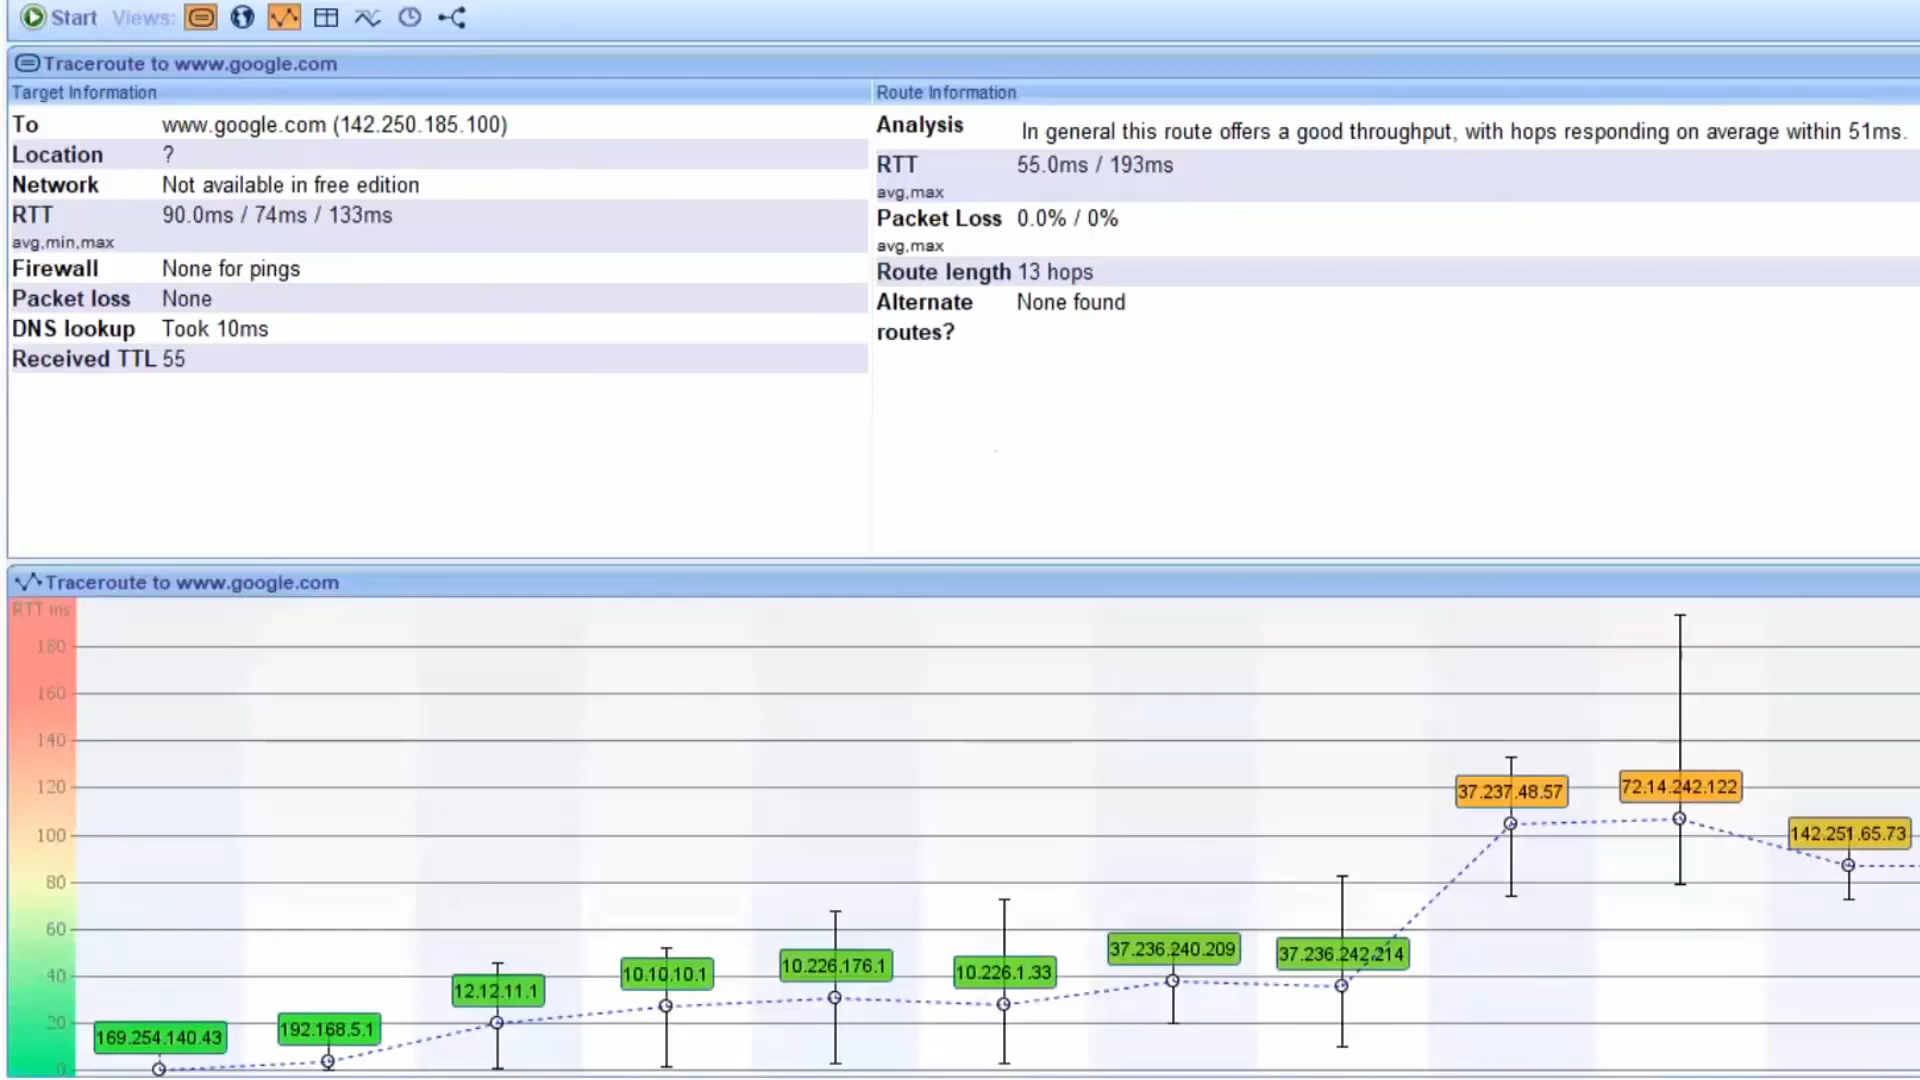 Start Views:
Traceroute to www.google.com
Target Information
To www.google.com (142.250.185.100)
Location ?
Network Not available in free edition
RTT 90.0ms / 74ms / 133ms
avg,min,max
Firewall None for pings
Packet loss None
DNS lookup Took 10ms
Received TTL 55
Route Information
Analysis In general this route offers a good throughput, with hops responding on average within 51ms.
RTT 55.0ms / 193ms
avg,max
Packet Loss 0.0% / 0%
avg,max
Route length 13 hops
Alternate None found
routes?
Traceroute to www.google.com
RTT ms
180
160
140
120
100
80
60
40
20
0
169.254.140.43
192.168.5.1
12.12.11.1
10.10.10.1
10.226.176.1
10.226.1.33
37.236.240.209
37.236.242.214
37.237.48.57
72.14.242.122
142.251.65.73